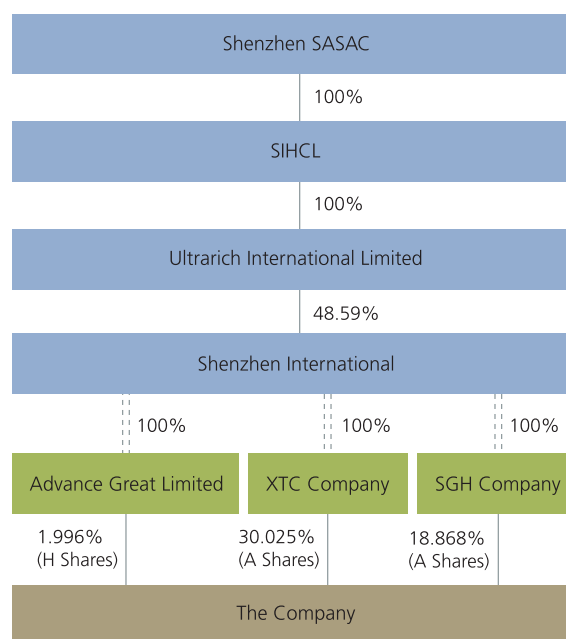 Shenzhen SASAC
100%
SIHCL
100%
Ultrarich International Limited
48.59%
Shenzhen International
100% 100% 100%
Advance Great Limited XTC Company SGH Company
1.996% 30.025% 18.868%
(H Shares) (A Shares) (A Shares)
The Company